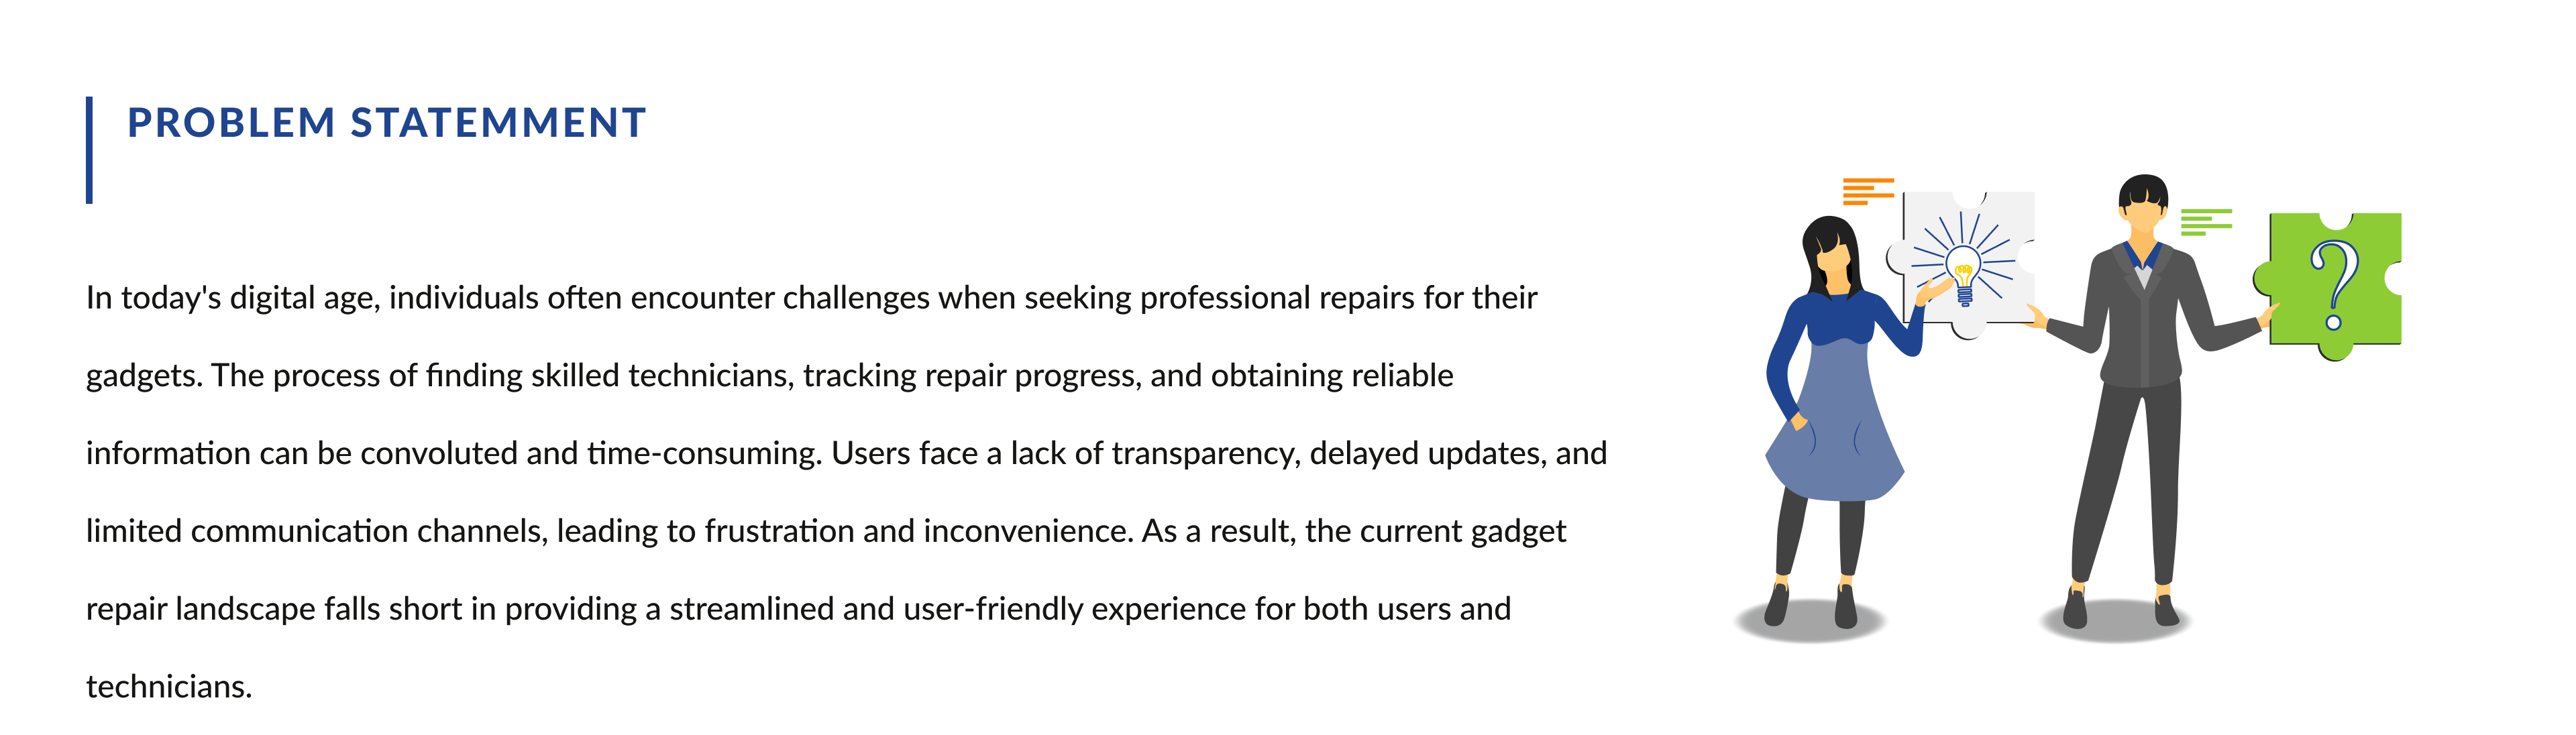 PROBLEM STATEMMENT
In today's digital age, individuals often encounter challenges when seeking professional repairs for their
gadgets. The process of finding skilled technicians, tracking repair progress, and obtaining reliable
information can be convoluted and time-consuming. Users face a lack of transparency, delayed updates, and
limited communication channels, leading to frustration and inconvenience. As a result, the current gadget
repair landscape falls short in providing a streamlined and user-friendly experience for both users and
technicians.
?